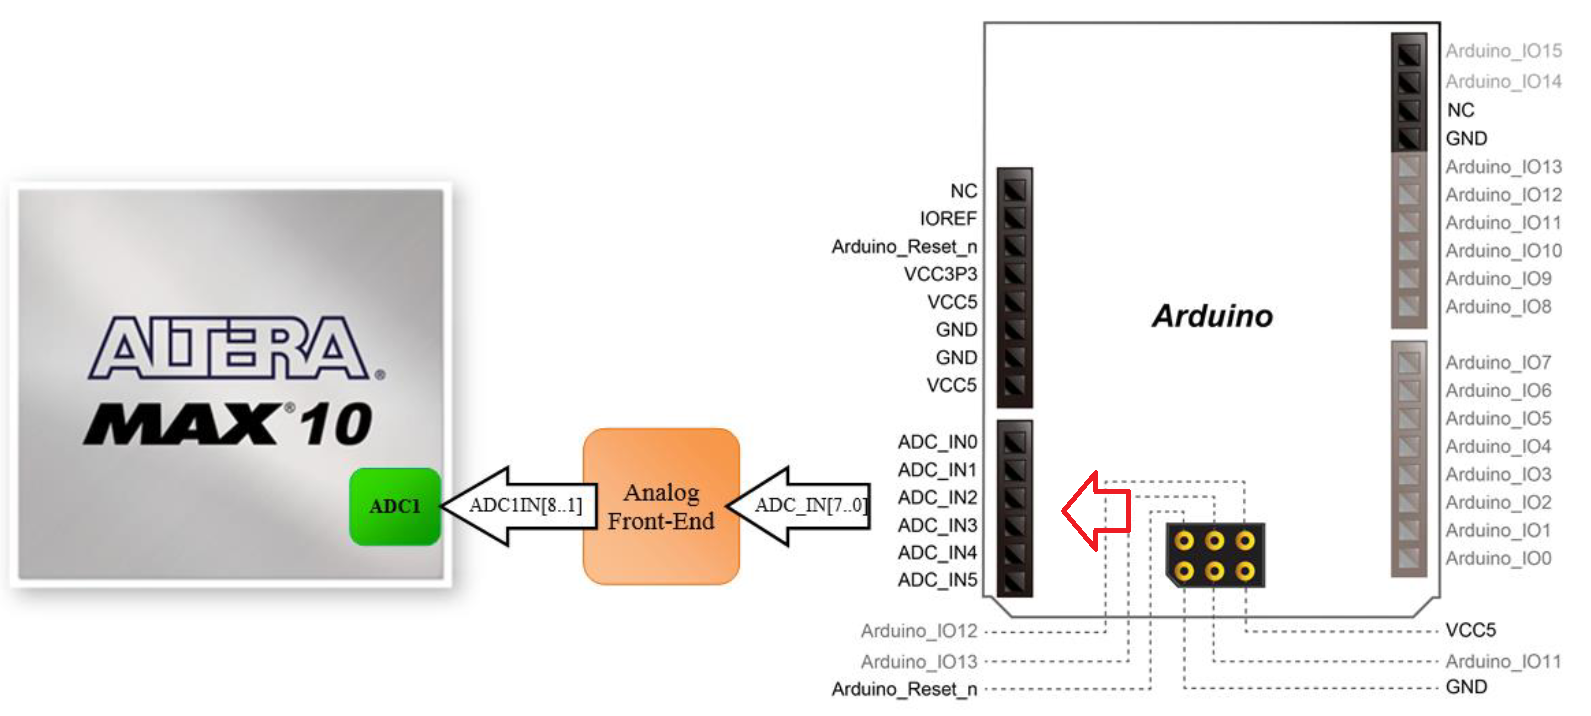 ALTERA®
MAX® 10
ADC1
ADC1IN[8..1]
Analog
Front-End
ADC_IN[7..0]
NC
IOREF
Arduino_Reset_n
VCC3P3
VCC5
GND
GND
VCC5
ADC_IN0
ADC_IN1
ADC_IN2
ADC_IN3
ADC_IN4
ADC_IN5
Arduino_IO12
Arduino_IO13
Arduino_Reset_n
Arduino
Arduino_IO15
Arduino_IO14
NC
GND
Arduino_IO13
Arduino_IO12
Arduino_IO11
Arduino_IO10
Arduino_IO9
Arduino_IO8
Arduino_IO7
Arduino_IO6
Arduino_IO5
Arduino_IO4
Arduino_IO3
Arduino_IO2
Arduino_IO1
Arduino_IO0
VCC5
Arduino_IO11
GND